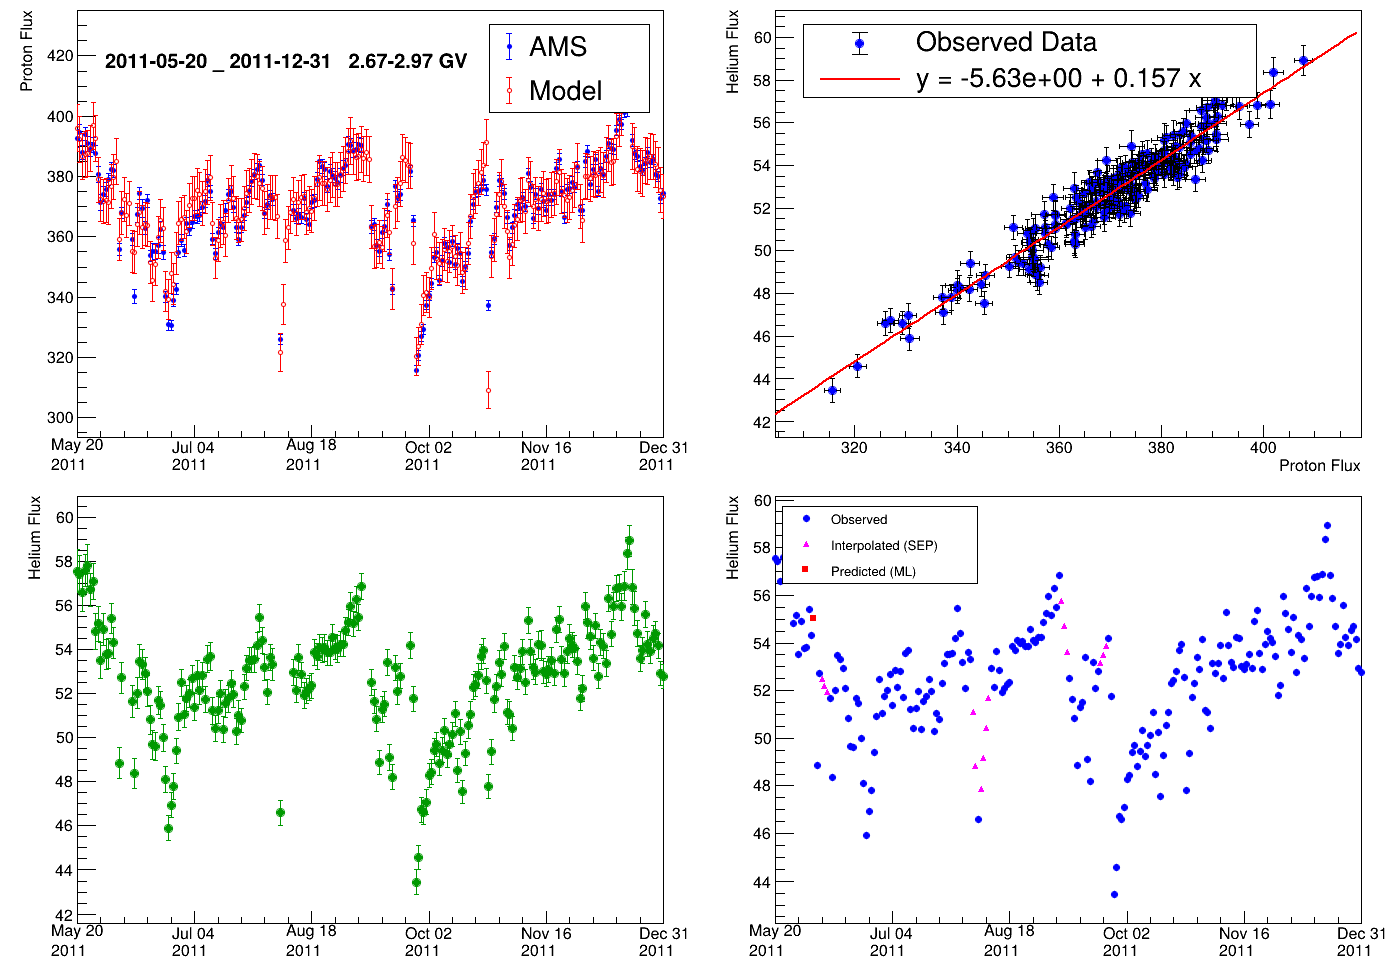 Proton Flux
420
400
380
360
340
320
300
2011-05-20 _ 2011-12-31 2.67-2.97 GV
AMS
Model
May 20 2011
Jul 04 2011
Aug 18 2011
Oct 02 2011
Nov 16 2011
Dec 31 2011
Helium Flux
60
58
56
54
52
50
48
46
44
42
Observed Data
y = -5.63e+00 + 0.157 x
320
340
360
380
400
Proton Flux
Helium Flux
60
58
56
54
52
50
48
46
44
42
May 20 2011
Jul 04 2011
Aug 18 2011
Oct 02 2011
Nov 16 2011
Dec 31 2011
Helium Flux
60
58
56
54
52
50
48
46
44
Observed
Interpolated (SEP)
Predicted (ML)
May 20 2011
Jul 04 2011
Aug 18 2011
Oct 02 2011
Nov 16 2011
Dec 31 2011